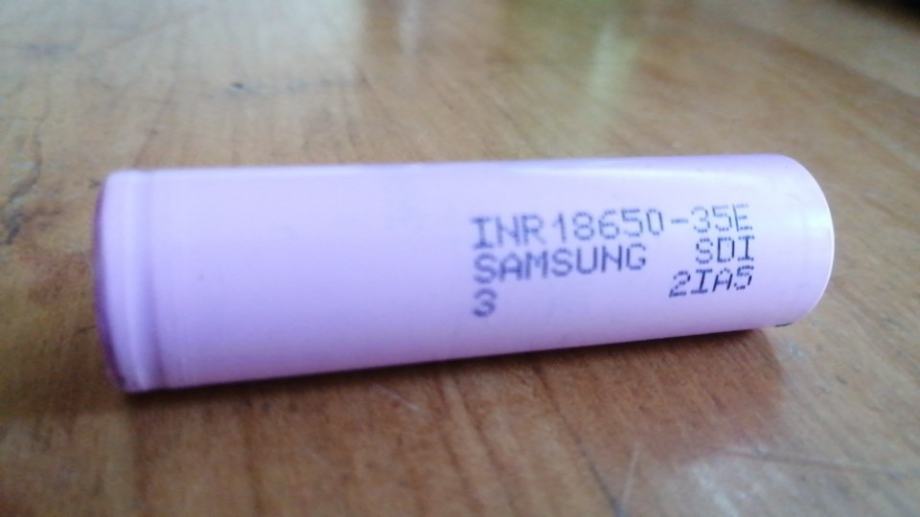 INR18650-35E
SAMSUNG SDI
3 2IA5